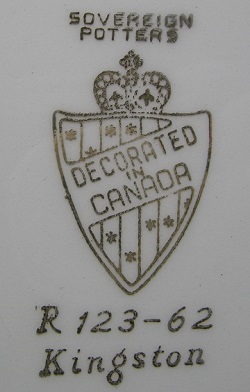 SOVEREIGN
POTTERS
DECORATED
IN
CANADA
R 123-62
Kingston